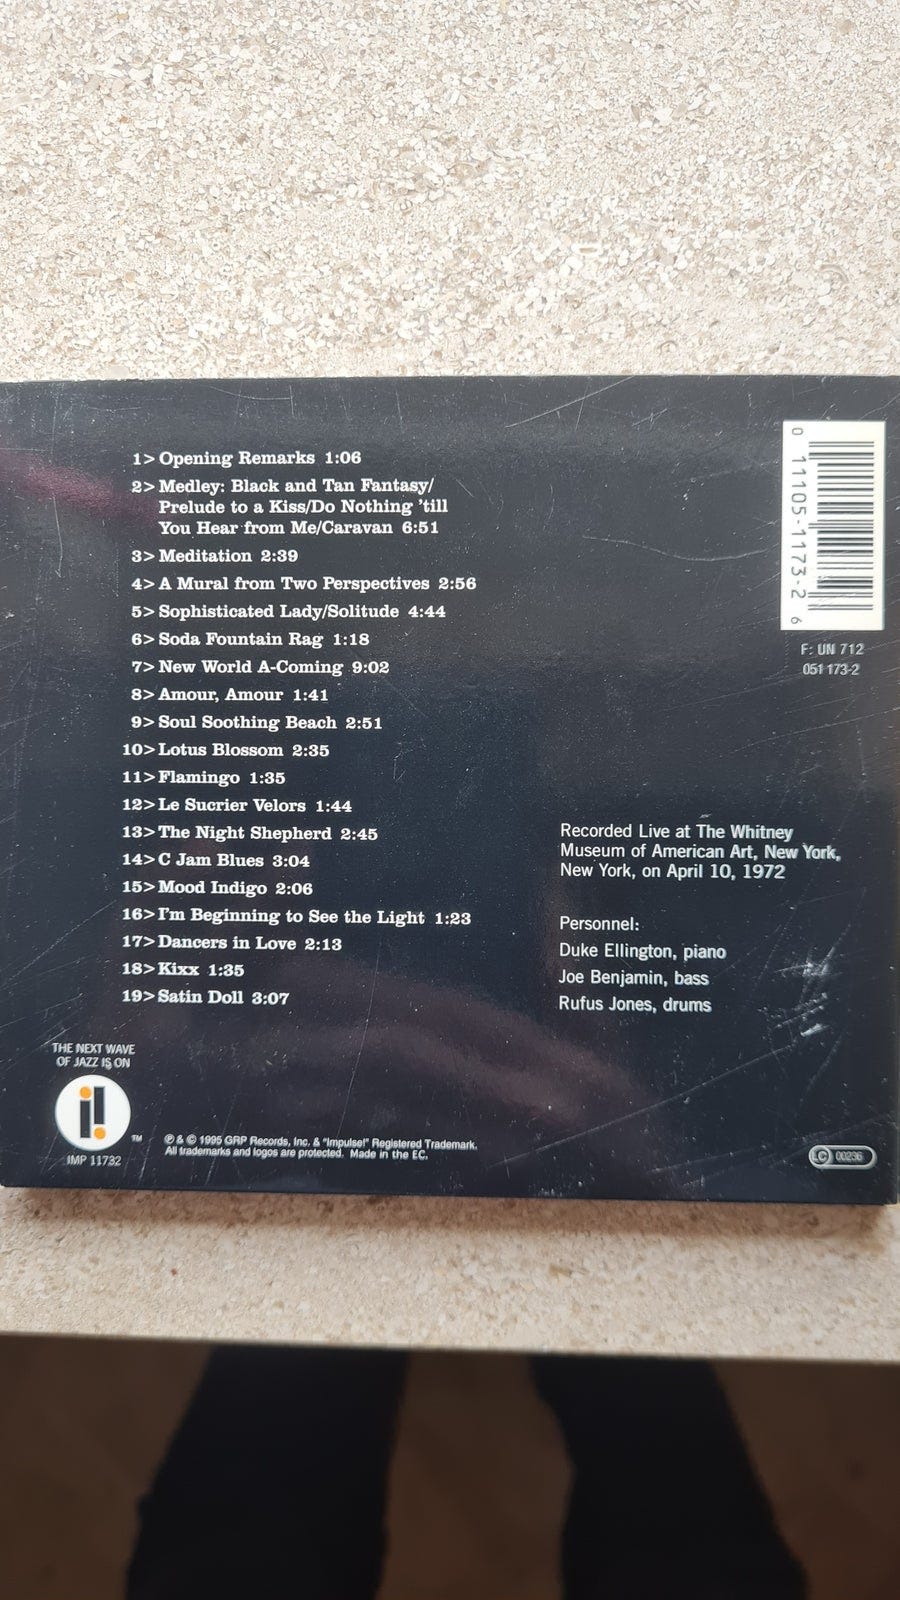 1> Opening Remarks 1:06
2> Medley: Black and Tan Fantasy/
Prelude to a Kiss/Do Nothing 'till
You Hear from Me/Caravan 6:51
3> Meditation 2:39
4> A Mural from Two Perspectives 2:56
5> Sophisticated Lady/Solitude 4:44
6> Soda Fountain Rag 1:18
7> New World A-Coming 9:02
8> Amour, Amour 1:41
9> Soul Soothing Beach 2:51
10> Lotus Blossom 2:35
11> Flamingo 1:35
12> Le Sucrier Velors 1:44
13> The Night Shepherd 2:45
14> C Jam Blues 3:04
15> Mood Indigo 2:06
16> I'm Beginning to See the Light 1:23
17> Dancers in Love 2:13
18> Kixx 1:35
19> Satin Doll 3:07
0 11105-1173-2 6
F: UN 712
051 173-2
Recorded Live at The Whitney
Museum of American Art, New York,
New York, on April 10, 1972
Personnel:
Duke Ellington, piano
Joe Benjamin, bass
Rufus Jones, drums
THE NEXT WAVE
OF JAZZ IS ON
i!
TM
IMP 11732
℗ & © 1995 GRP Records, Inc. & "Impulse!" Registered Trademark.
All trademarks and logos are protected. Made in the EC.
LC 00236